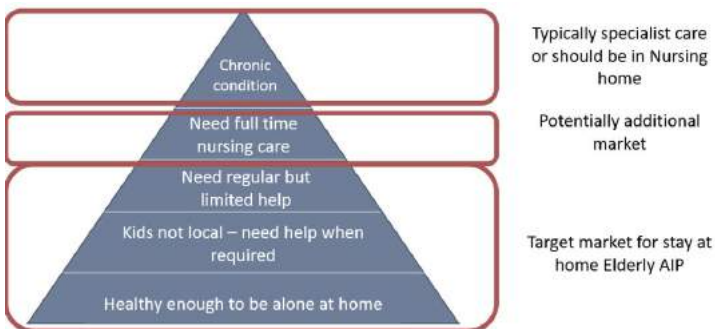 Chronic
condition
Typically specialist care
or should be in Nursing
home
Need full time
nursing care
Potentially additional
market
Need regular but
limited help
Kids not local – need help when
required
Healthy enough to be alone at home
Target market for stay at
home Elderly AIP